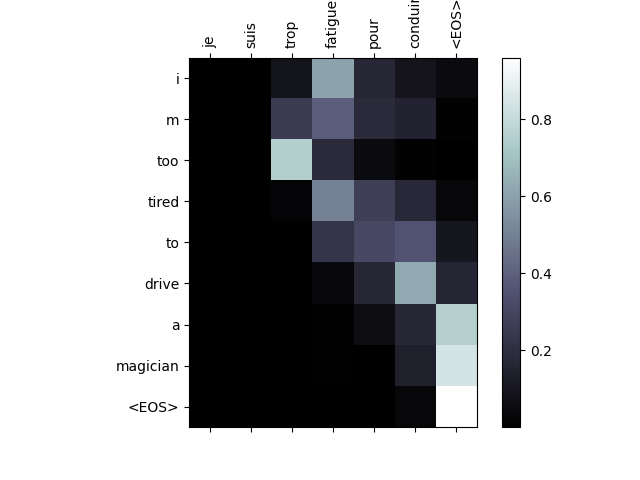 je suis trop fatigue pour conduir <EOS>
i
m
too
tired
to
drive
a
magician
<EOS>
0.8
0.6
0.4
0.2